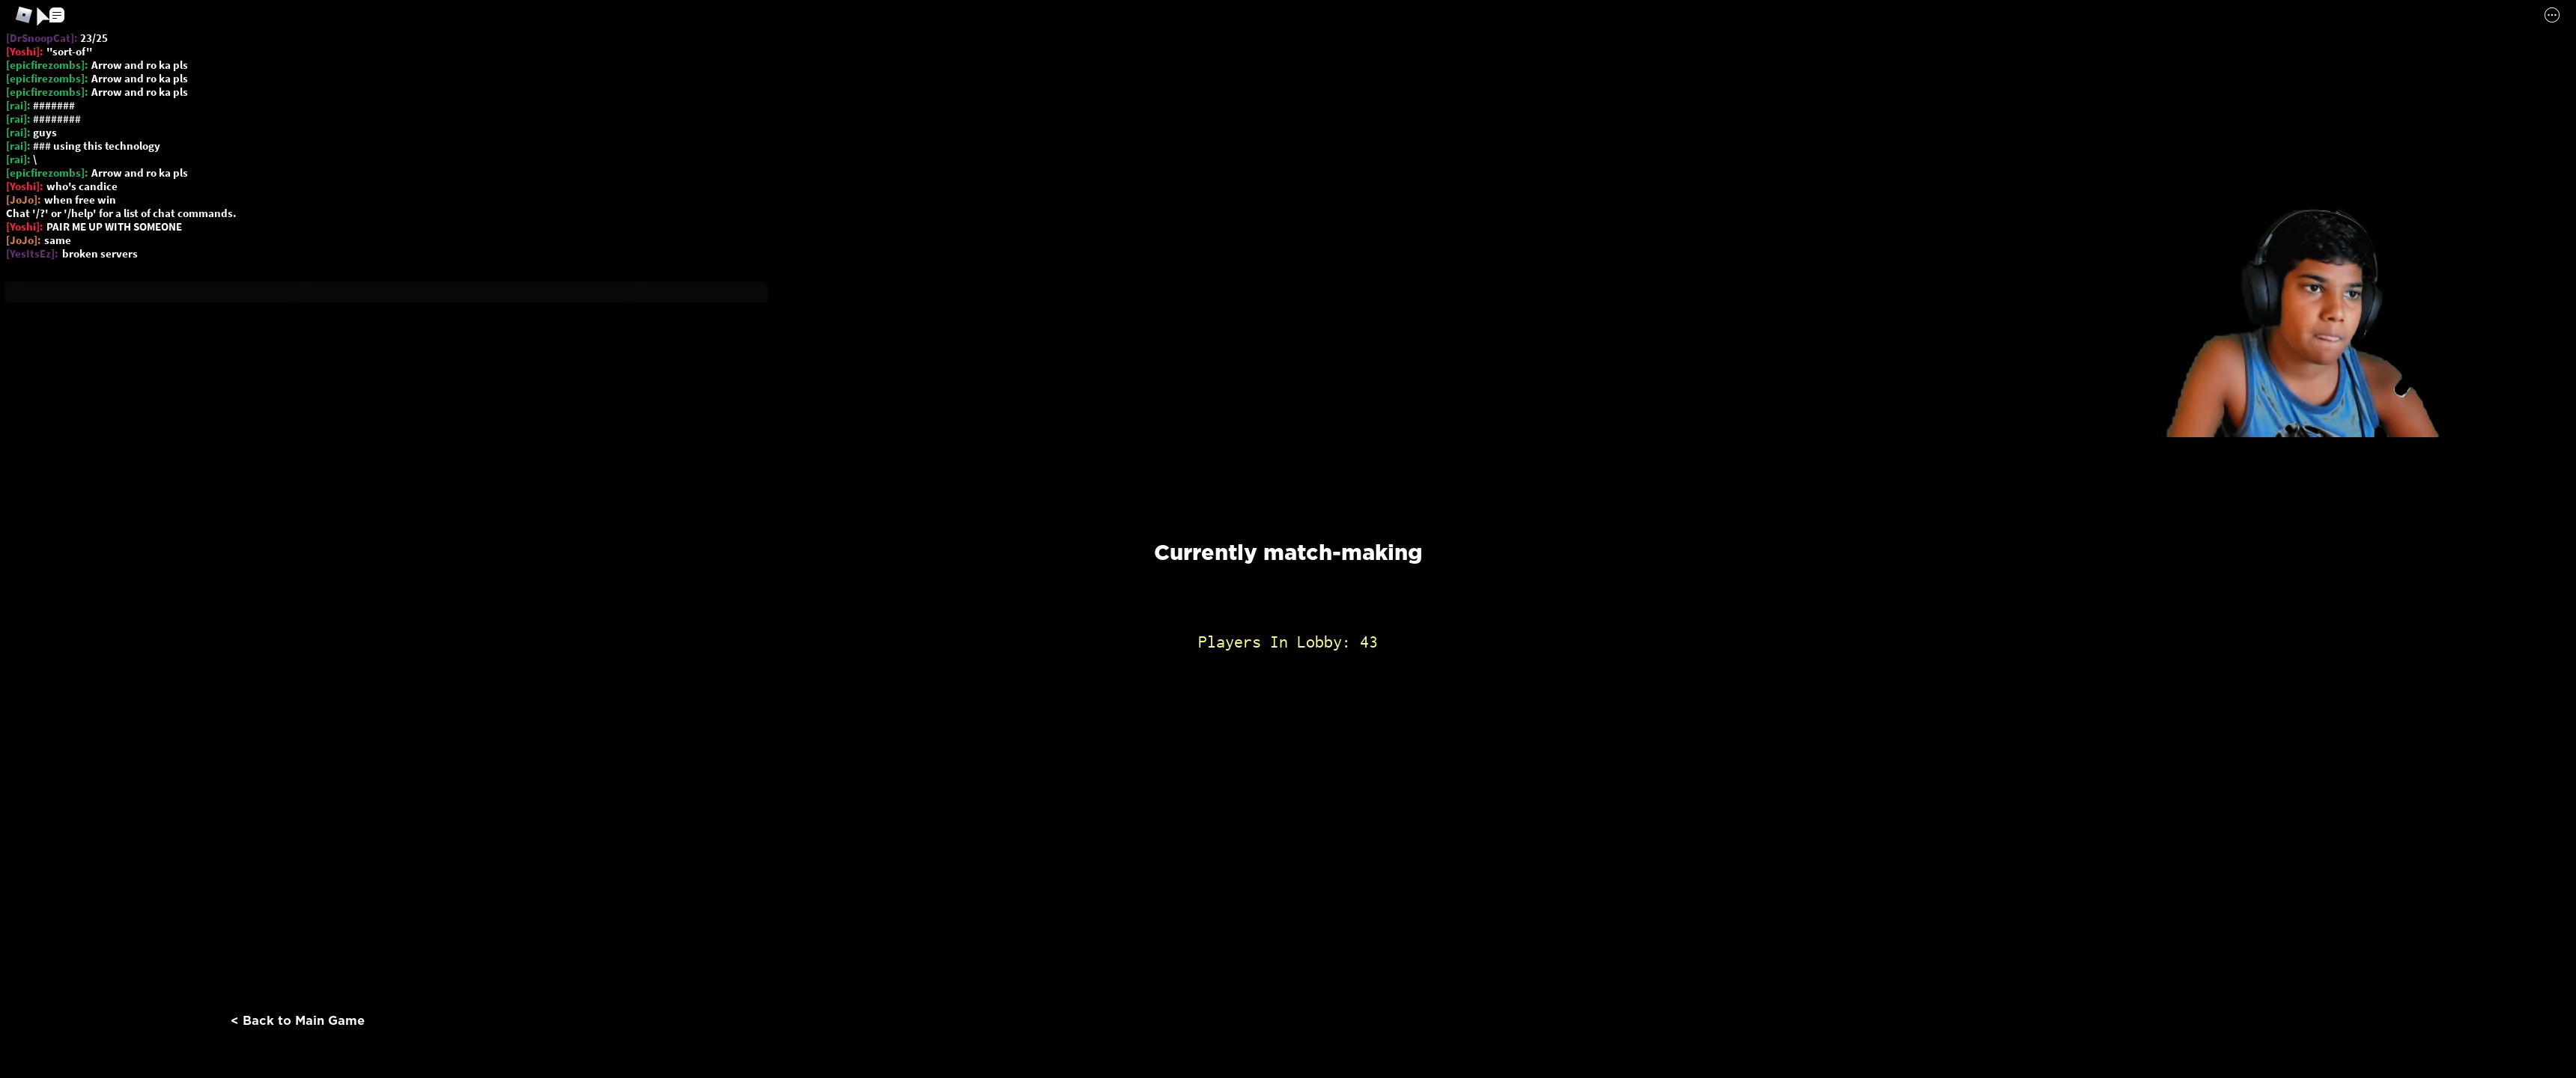 [DrSnoopCat]: 23/25
[Yoshi]: "sort-of"
[epicfirezombs]: Arrow and ro ka pls
[epicfirezombs]: Arrow and ro ka pls
[epicfirezombs]: Arrow and ro ka pls
[rai]: #######
[rai]: ########
[rai]: guys
[rai]: ### using this technology
[rai]: \
[epicfirezombs]: Arrow and ro ka pls
[Yoshi]: who's candice
[JoJo]: when free win
Chat '/?' or '/help' for a list of chat commands.
[Yoshi]: PAIR ME UP WITH SOMEONE
[JoJo]: same
[YesItsEz]: broken servers
Currently match-making
Players In Lobby: 43
< Back to Main Game